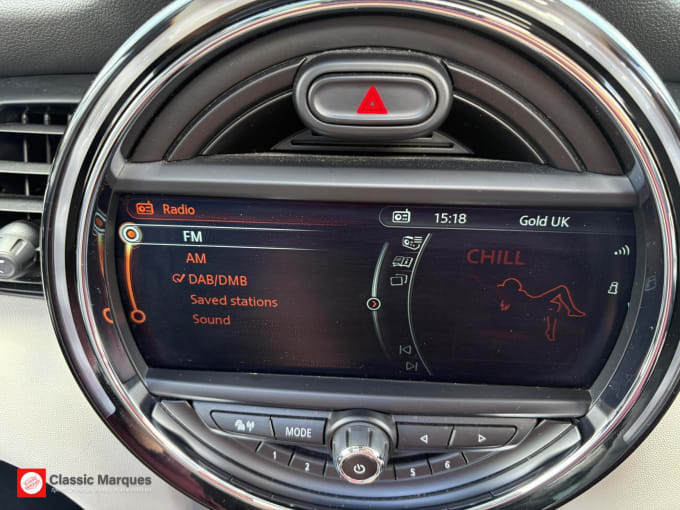 Radio
15:18
Gold UK
FM
AM
DAB/DMB
Saved stations
Sound
CHILL
MODE
1
2
5
6
Classic Marques